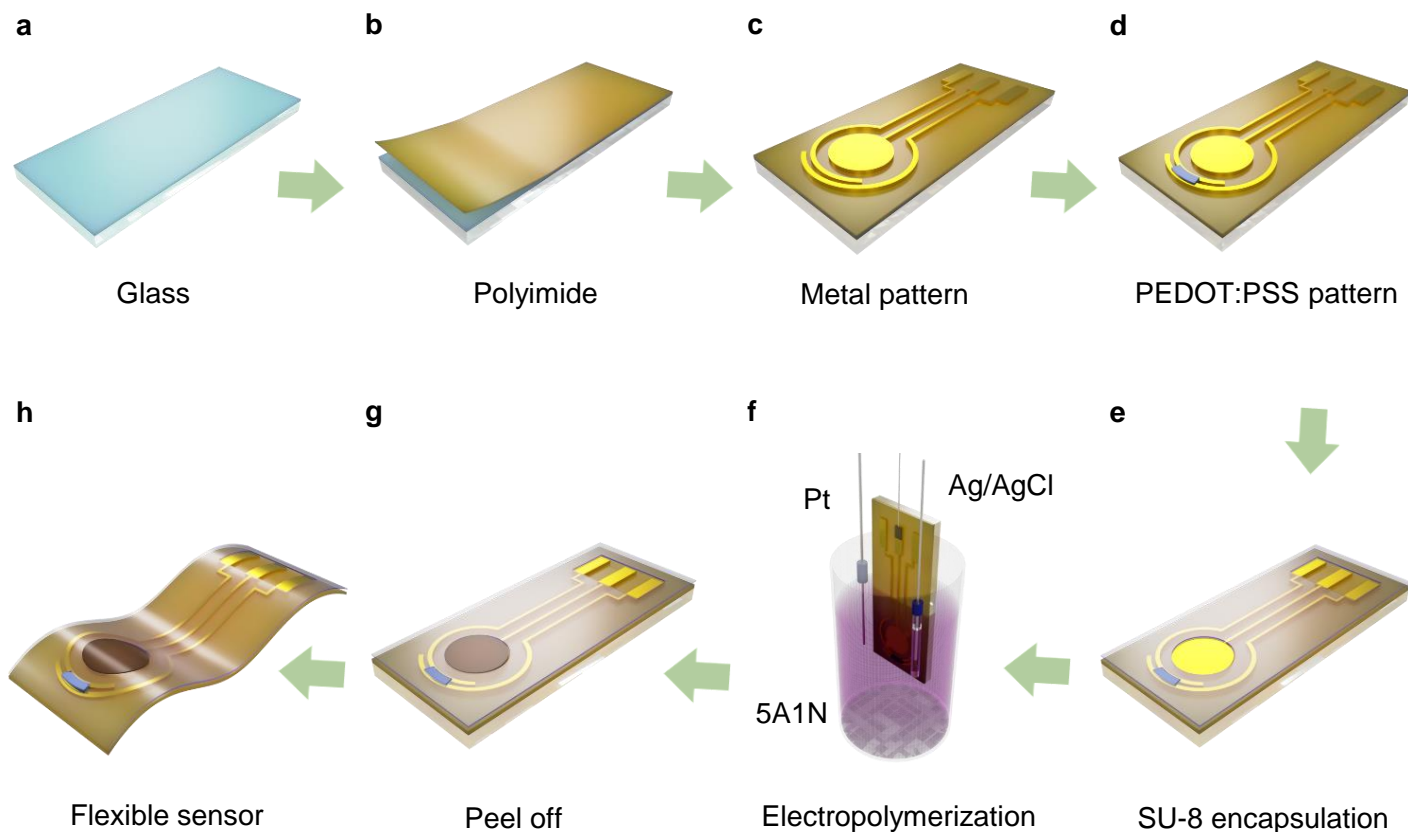 a
b
c
d
Glass
Polyimide
Metal pattern
PEDOT:PSS pattern
h
g
f
e
Pt
Ag/AgCl
5A1N
Flexible sensor
Peel off
Electropolymerization
SU-8 encapsulation